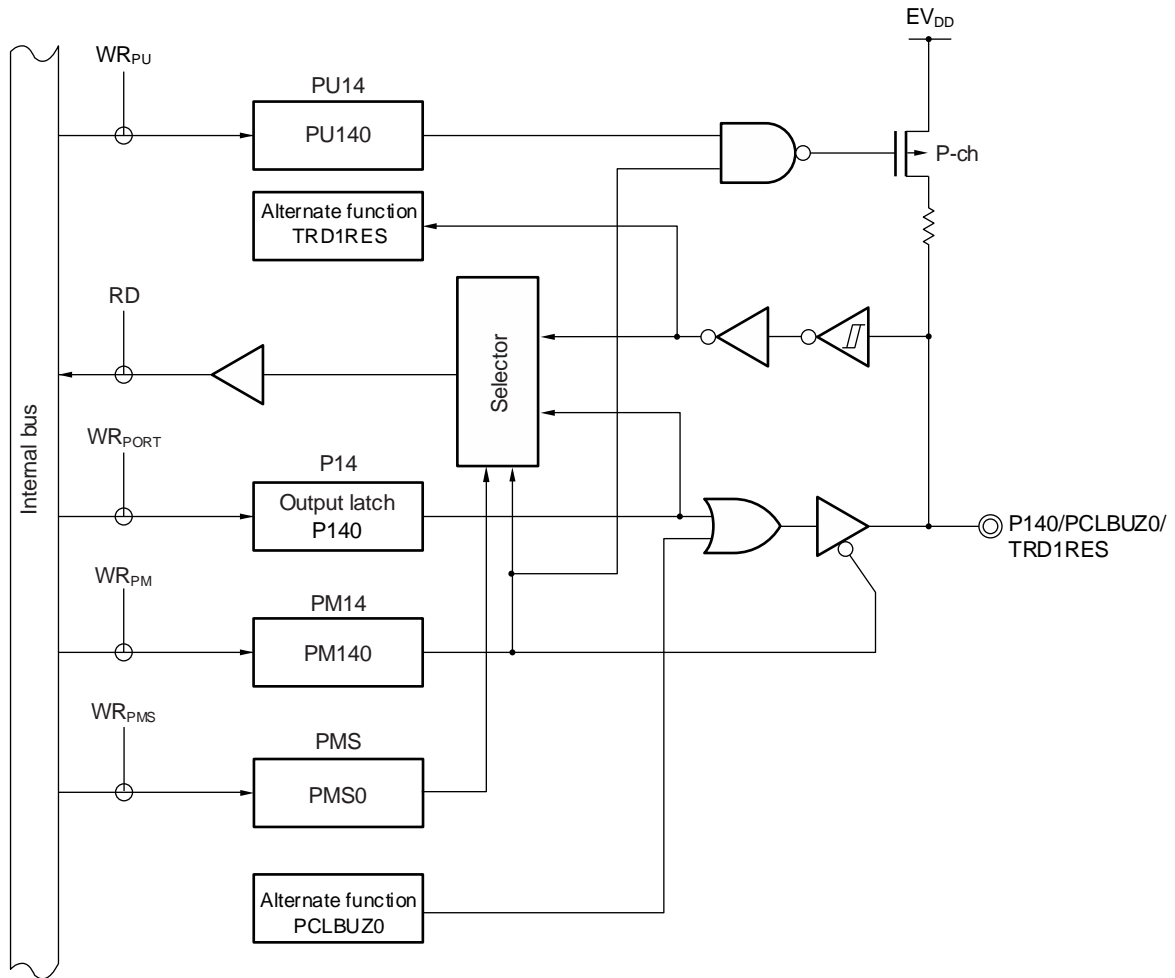 EVDD
WRPU
PU14
PU140
P-ch
Alternate function
TRD1RES
RD
Selector
Internal bus
WRPORT
P14
Output latch
P140
P140/PCLBUZ0/
TRD1RES
WRPM
PM14
PM140
WRPMS
PMS
PMS0
Alternate function
PCLBUZ0